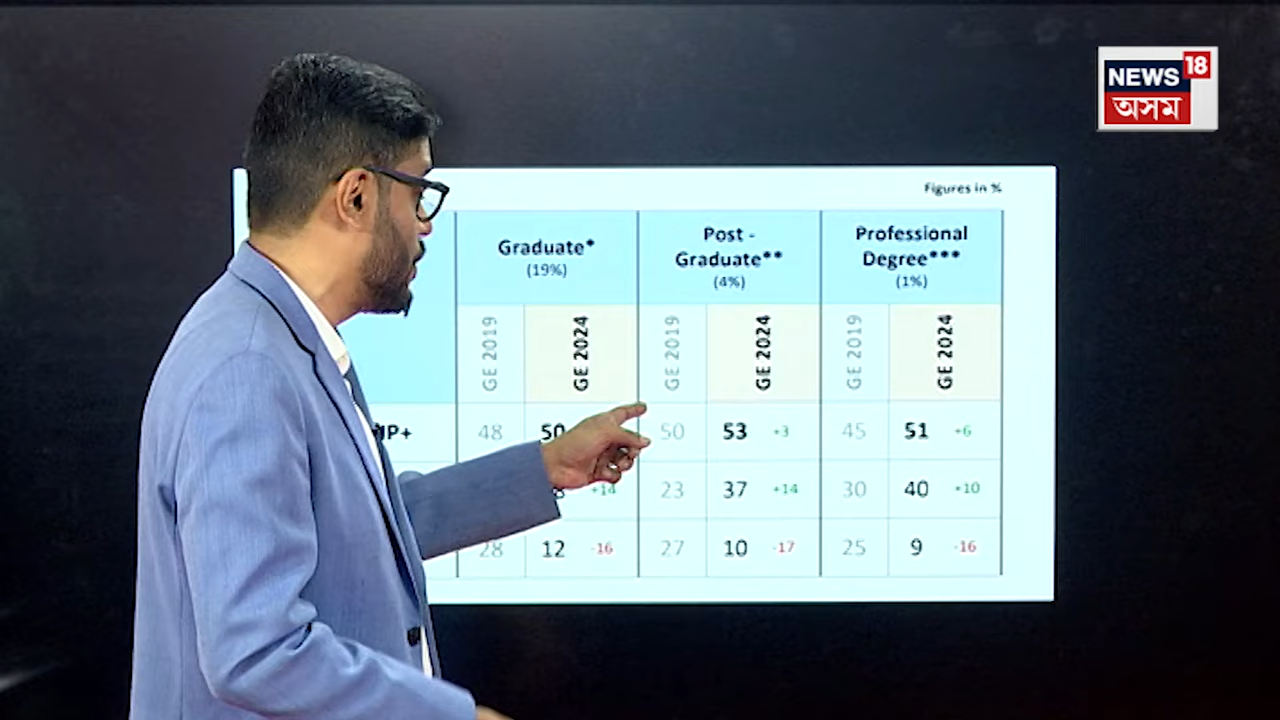 NEWS 18
অসম
Figures in %
Graduate* Post - Graduate** Professional Degree***
(19%) (4%) (1%)
GE 2019 GE 2024 GE 2019 GE 2024 GE 2019 GE 2024
48 50 50 53 +3 45 51 +6
+14 23 37 +14 30 40 +10
28 12 -16 27 10 -17 25 9 -16